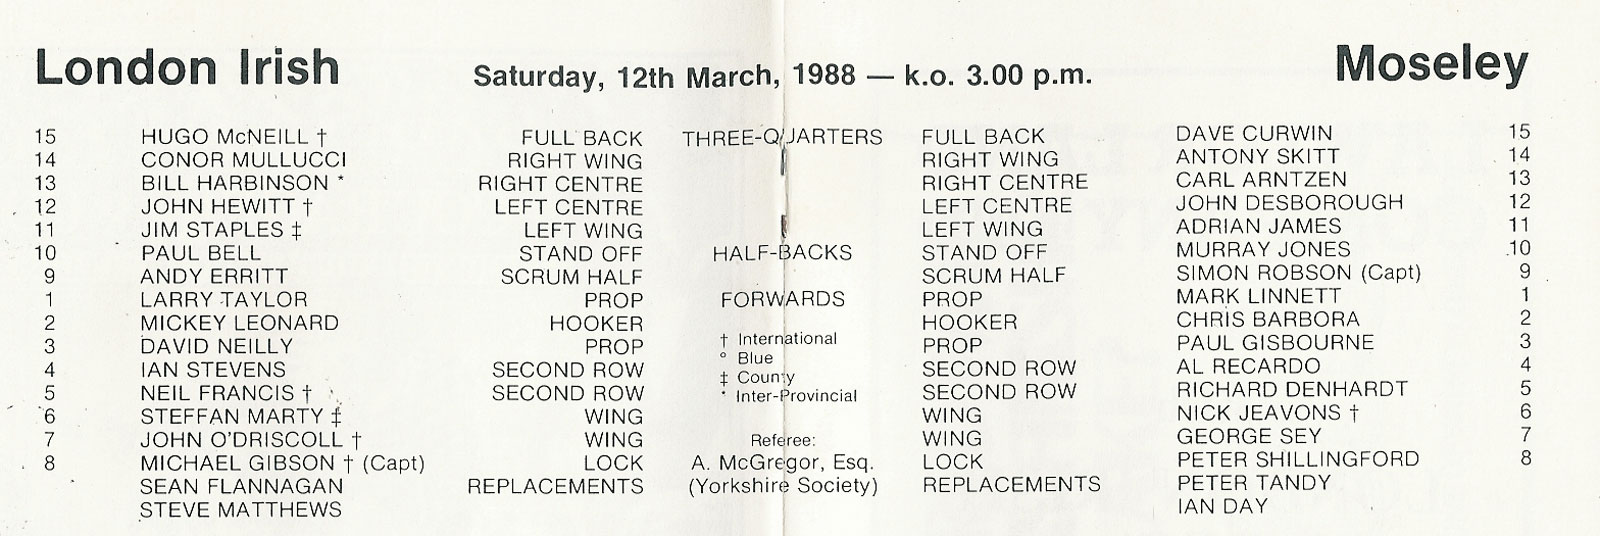 London Irish Saturday, 12th March, 1988 — k.o. 3.00 p.m. Moseley
15 HUGO McNEILL † FULL BACK THREE-QUARTERS FULL BACK DAVE CURWIN 15
14 CONOR MULLUCCI RIGHT WING RIGHT WING ANTONY SKITT 14
13 BILL HARBINSON * RIGHT CENTRE RIGHT CENTRE CARL ARNTZEN 13
12 JOHN HEWITT † LEFT CENTRE LEFT CENTRE JOHN DESBOROUGH 12
11 JIM STAPLES ‡ LEFT WING LEFT WING ADRIAN JAMES 11
10 PAUL BELL STAND OFF HALF-BACKS STAND OFF MURRAY JONES 10
9 ANDY ERRITT SCRUM HALF SCRUM HALF SIMON ROBSON (Capt) 9
1 LARRY TAYLOR PROP FORWARDS PROP MARK LINNETT 1
2 MICKEY LEONARD HOOKER HOOKER CHRIS BARBORA 2
† International
3 DAVID NEILLY PROP PROP PAUL GISBOURNE 3
° Blue
4 IAN STEVENS SECOND ROW SECOND ROW AL RECARDO 4
‡ County
5 NEIL FRANCIS † SECOND ROW SECOND ROW RICHARD DENHARDT 5
* Inter-Provincial
6 STEFFAN MARTY ‡ WING WING NICK JEAVONS † 6
7 JOHN O'DRISCOLL † WING Referee: WING GEORGE SEY 7
8 MICHAEL GIBSON † (Capt) LOCK A. McGregor, Esq. LOCK PETER SHILLINGFORD 8
SEAN FLANNAGAN REPLACEMENTS (Yorkshire Society) REPLACEMENTS PETER TANDY
STEVE MATTHEWS IAN DAY